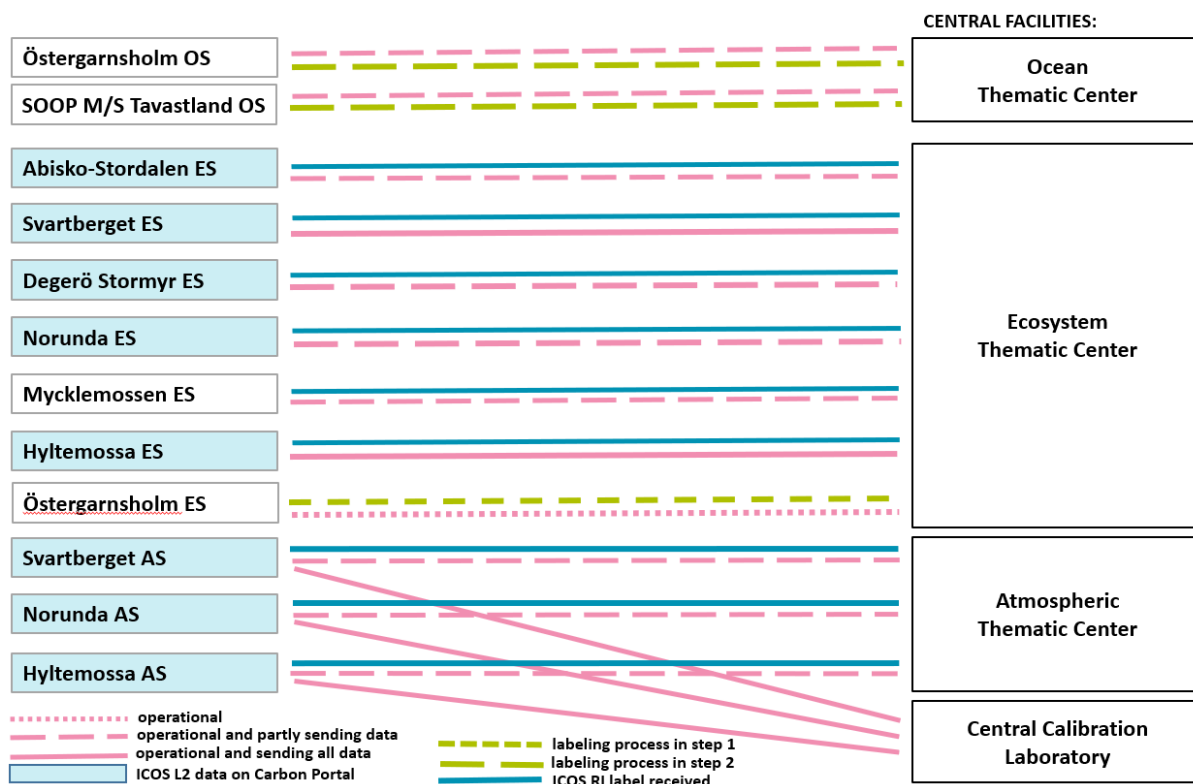 CENTRAL FACILITIES:
Östergarnsholm OS
SOOP M/S Tavastland OS
Ocean
Thematic Center
Abisko-Stordalen ES
Svartberget ES
Degerö Stormyr ES
Norunda ES
Mycklemossen ES
Hyltemossa ES
Östergarnsholm ES
Ecosystem
Thematic Center
Svartberget AS
Norunda AS
Hyltemossa AS
Atmospheric
Thematic Center
Central Calibration
Laboratory
operational
operational and partly sending data
operational and sending all data
ICOS L2 data on Carbon Portal
labeling process in step 1
labeling process in step 2
ICOS RI label received